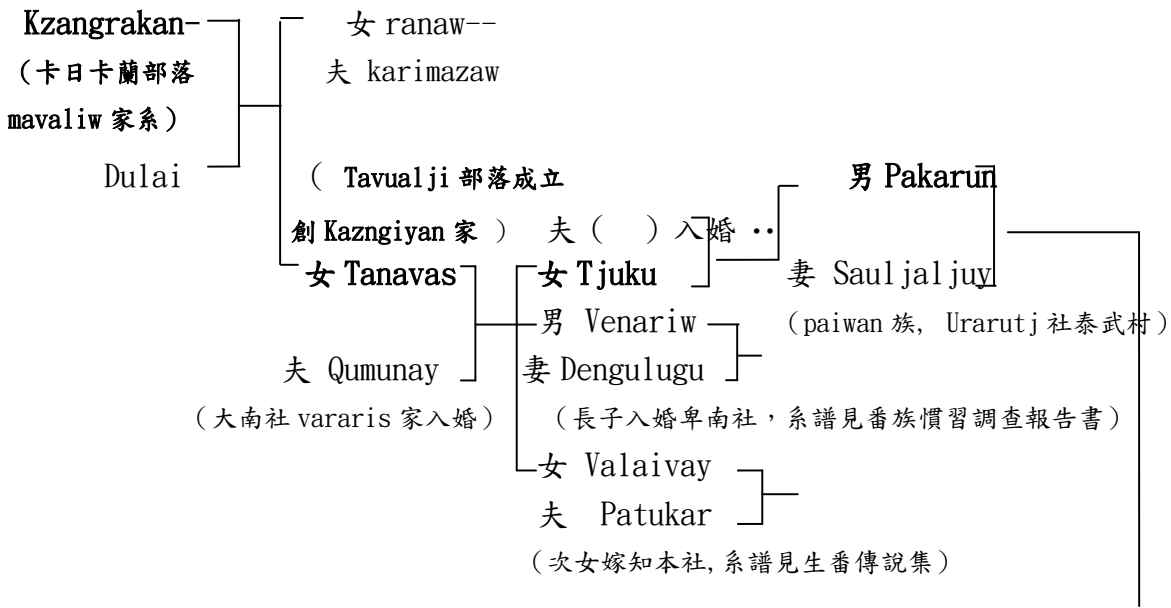 Kzangrakan-
女 ranaw--
(卡日卡蘭部落
夫 karimazaw
mavaliw 家系)
Dulai
( Tavualji 部落成立
男 Pakarun
創 Kazngiyan 家 ) 夫( )入婚 ··
女 Tanavas
女 Tjuku
妻 Sauljaljuy
男 Venariw
(paiwan 族, Urarutj 社泰武村)
夫 Qumunay
妻 Dengulugu
(大南社 vararis 家入婚)
(長子入婚卑南社,系譜見番族慣習調查報告書)
女 Valaivay
夫 Patukar
(次女嫁知本社,系譜見生番傳說集)